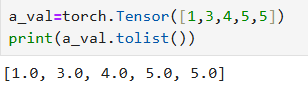 a_val=torch.Tensor([1,3,4,5,5])
print(a_val.tolist())
[1.0, 3.0, 4.0, 5.0, 5.0]